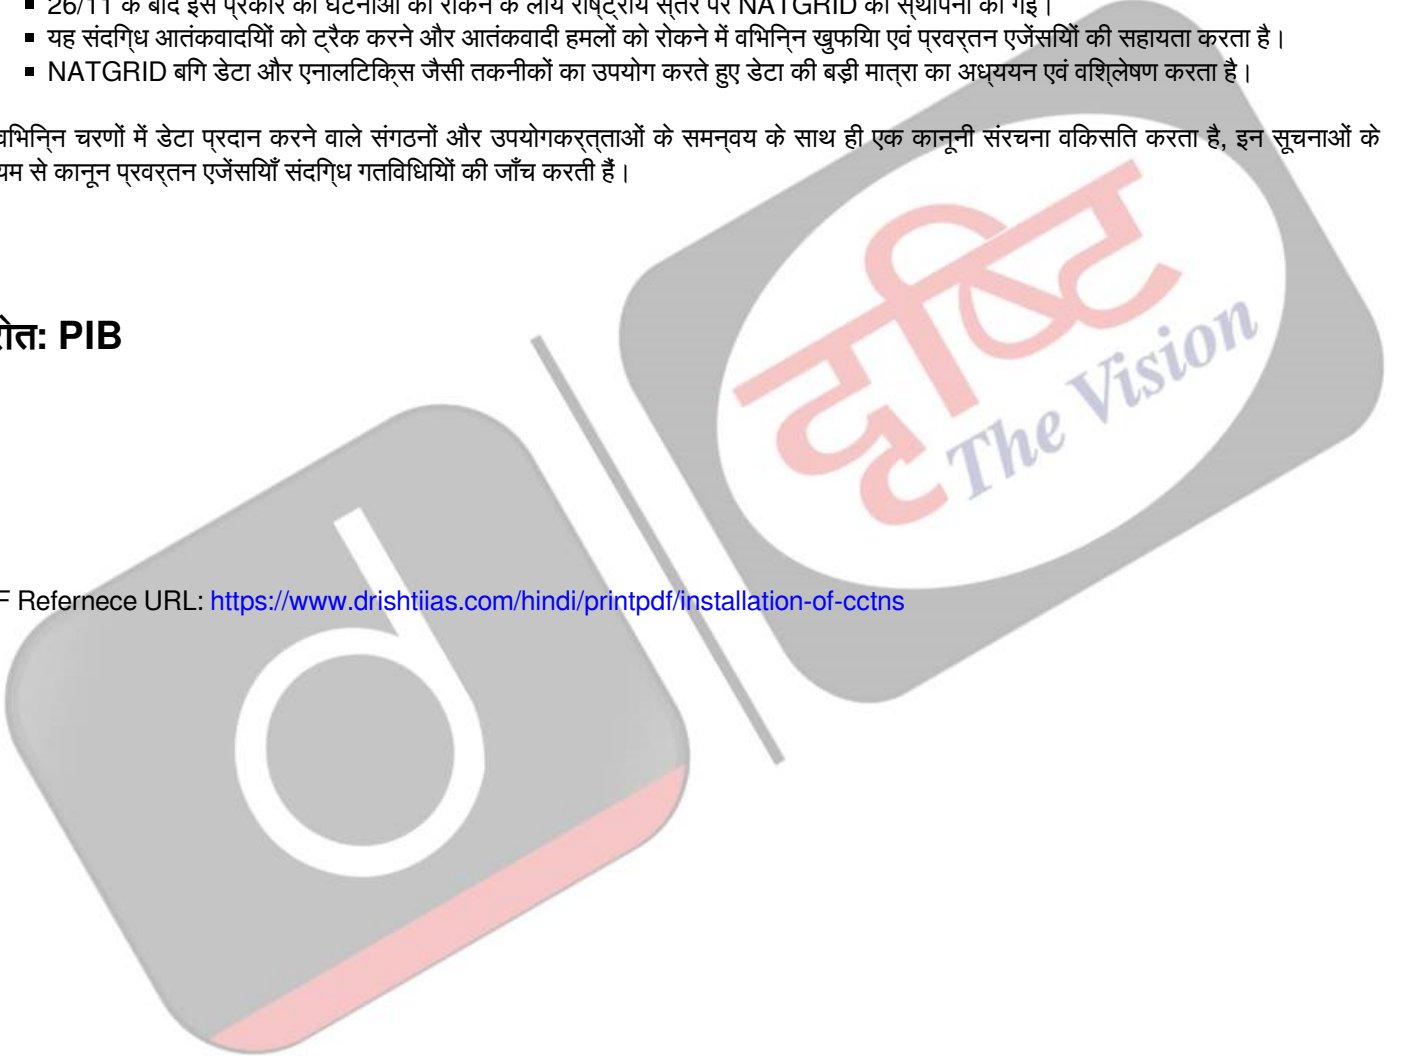 ▪ 26/11 के बाद इस प्रकार की घटनाओं को रोकने के लिये राष्ट्रीय स्तर पर NATGRID की स्थापना की गई।
▪ यह संदिग्ध आतंकवादियों को ट्रैक करने और आतंकवादी हमलों को रोकने में विभिन्न खुफिया एवं प्रवर्तन एजेंसियों की सहायता करता है।
▪ NATGRID बिग डेटा और एनालिटिक्स जैसी तकनीकों का उपयोग करते हुए डेटा की बड़ी मात्रा का अध्ययन एवं विश्लेषण करता है।
विभिन्न चरणों में डेटा प्रदान करने वाले संगठनों और उपयोगकर्त्ताओं के समन्वय के साथ ही एक कानूनी संरचना विकसित करता है, इन सूचनाओं के
यम से कानून प्रवर्तन एजेंसियाँ संदिग्ध गतिविधियों की जाँच करती हैं।
रोत: PIB
F Refernece URL: https://www.drishtiias.com/hindi/printpdf/installation-of-cctns
दृष्टि
The Vision
d